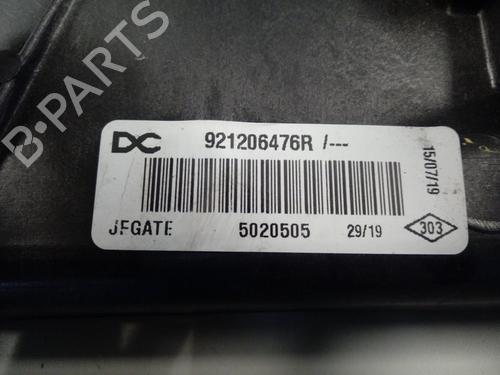 B-PARTS
DC 921206476R /---
15/07/19
JFGATE 5020505 29/19
303